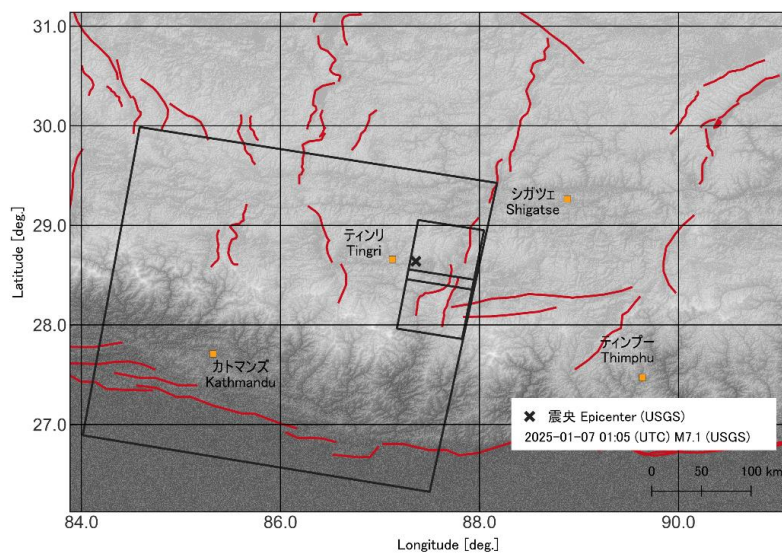 31.0
30.0
29.0
28.0
27.0
Latitude [deg.]
シガツェ
Shigatse
ティンリ
Tingri
カトマンズ
Kathmandu
ティンプー
Thimphu
✖ 震央 Epicenter (USGS)
2025-01-07 01:05 (UTC) M7.1 (USGS)
0 50 100 km
84.0 86.0 88.0 90.0
Longitude [deg.]